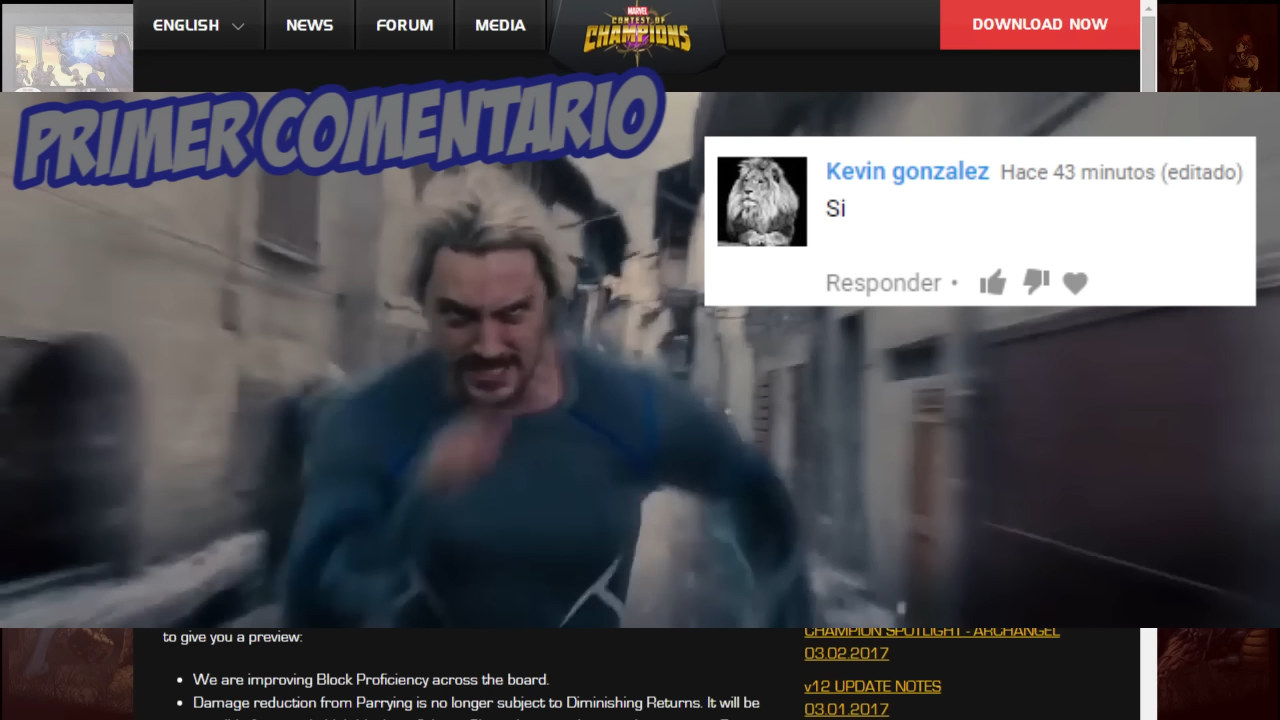 ENGLISH
NEWS
FORUM
MEDIA
MARVEL
CONTEST OF
CHAMPIONS
DOWNLOAD NOW
PRIMER COMENTARIO
Kevin gonzalez Hace 43 minutos (editado)
Si
Responder •
to give you a preview:
We are improving Block Proficiency across the board.
Damage reduction from Parrying is no longer subject to Diminishing Returns. It will be
CHAMPION SPOTLIGHT - ARCHANGEL
03.02.2017
v12 UPDATE NOTES
03.01.2017